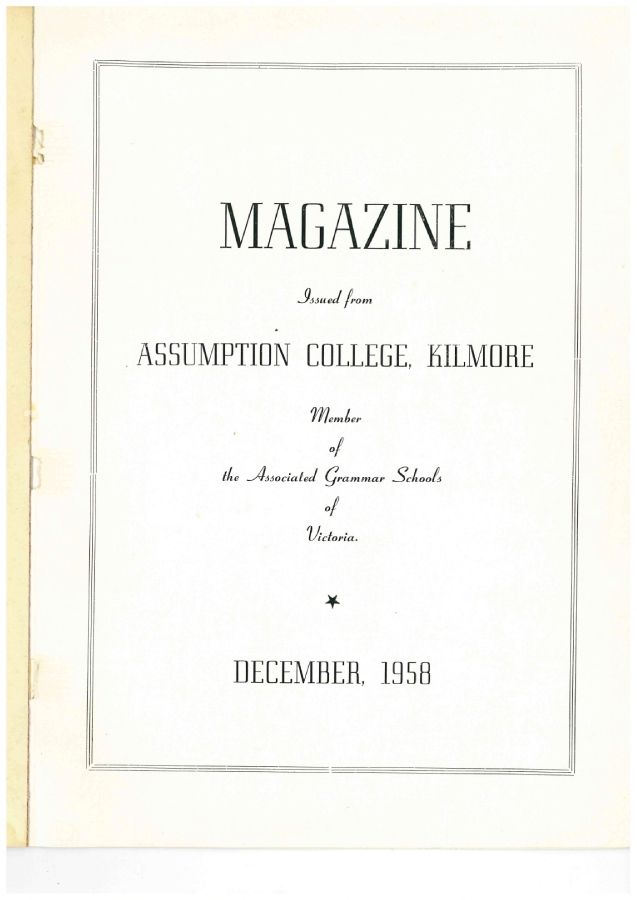 MAGAZINE
Issued from
ASSUMPTION COLLEGE, KILMORE
Member
of
the Associated Grammar Schools
of
Victoria.
DECEMBER, 1958